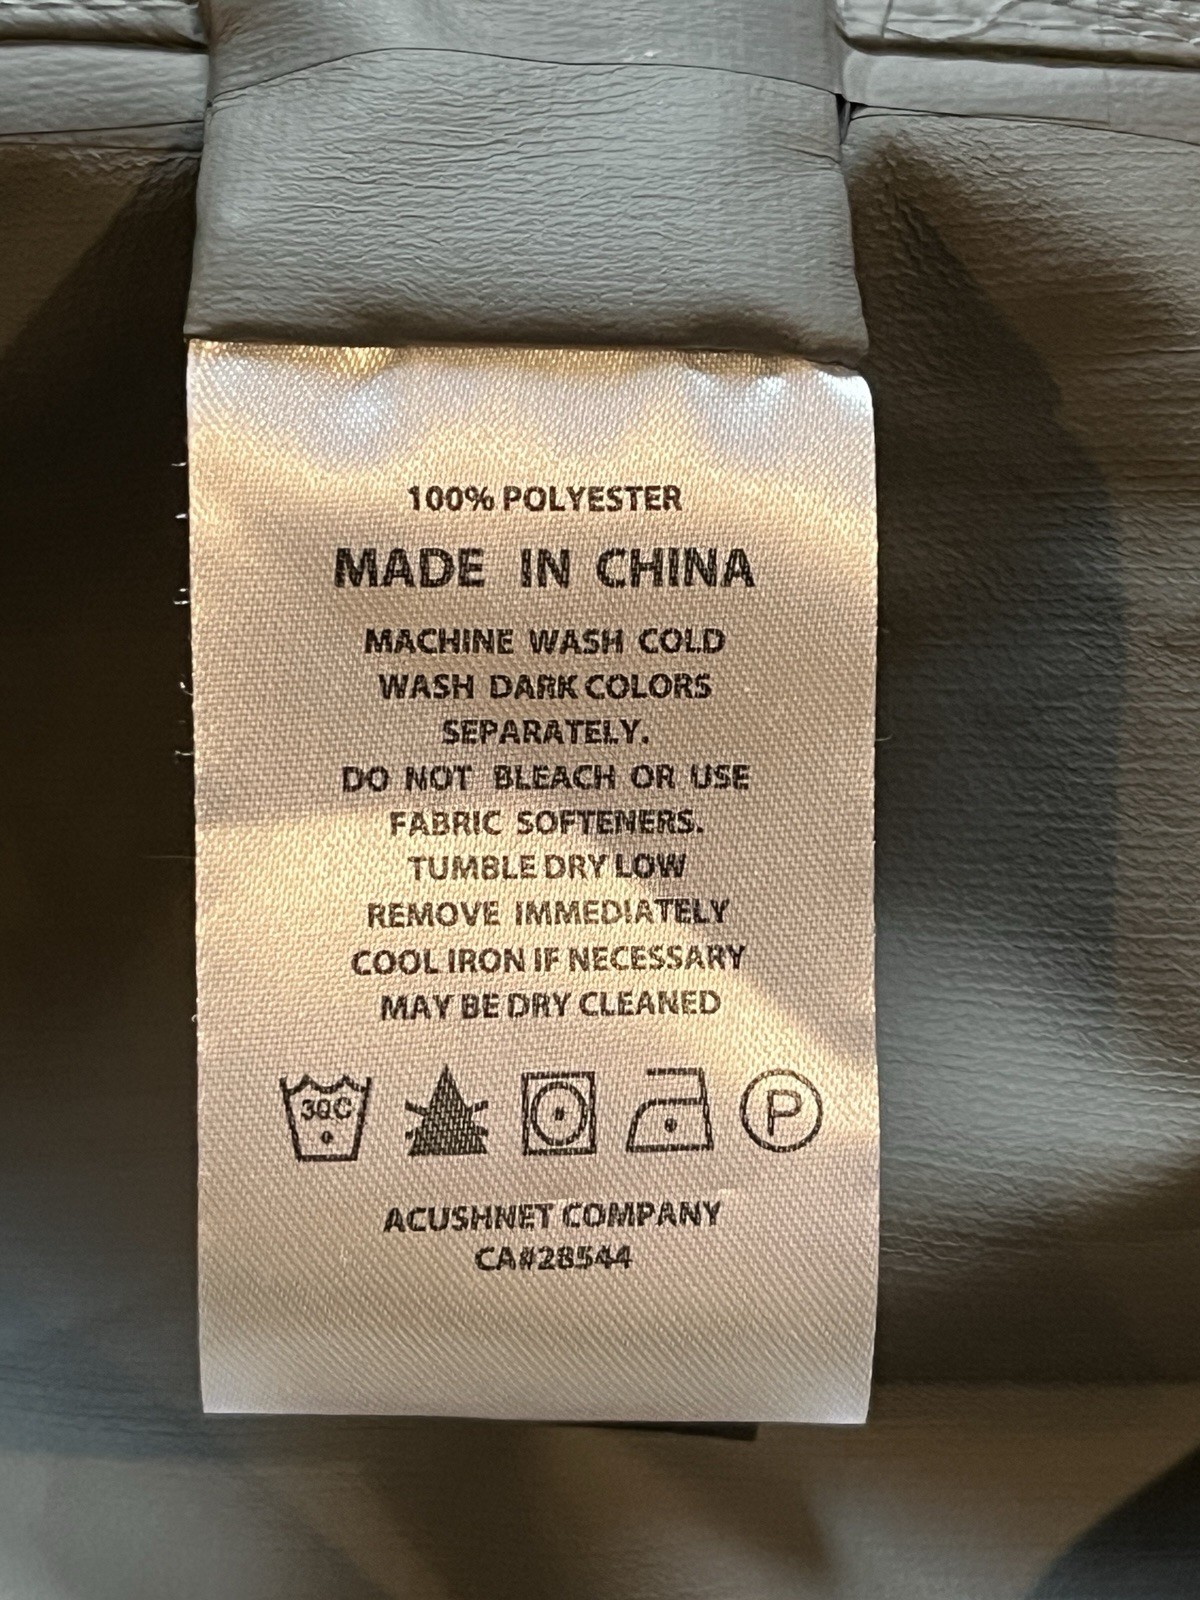 100% POLYESTER
MADE IN CHINA
MACHINE WASH COLD
WASH DARK COLORS
SEPARATELY.
DO NOT BLEACH OR USE
FABRIC SOFTENERS.
TUMBLE DRY LOW
REMOVE IMMEDIATELY
COOL IRON IF NECESSARY
MAY BE DRY CLEANED
30C P
ACUSHNET COMPANY
CA#28544